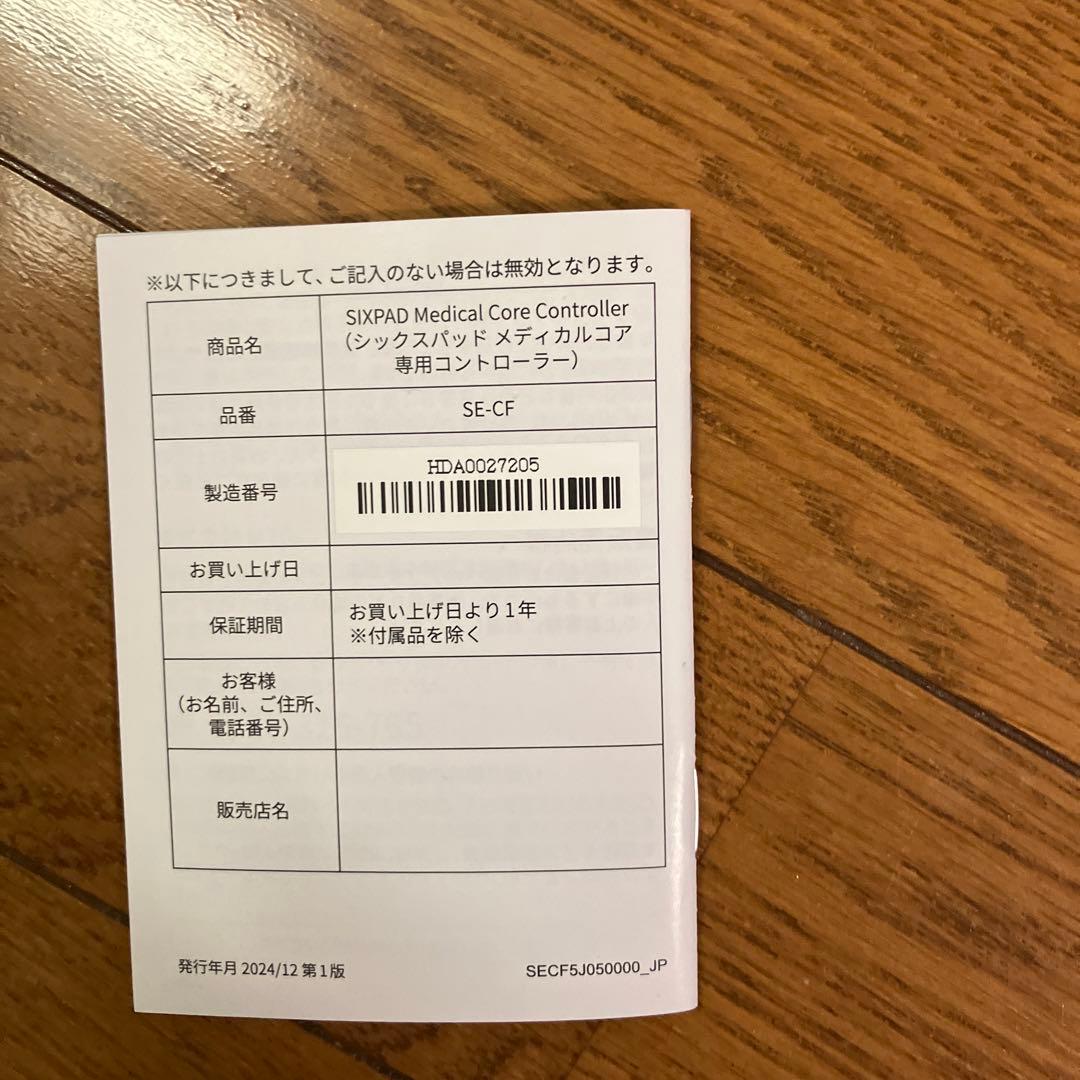 ※以下につきまして、ご記入のない場合は無効となります。
商品名
SIXPAD Medical Core Controller
（シックスパッド メディカルコア
専用コントローラー）
品番
SE-CF
製造番号
HDA0027205
お買い上げ日
保証期間
お買い上げ日より1年
※付属品を除く
お客様
（お名前、ご住所、
電話番号）
販売店名
発行年月 2024/12 第1版
SECF5J050000_JP